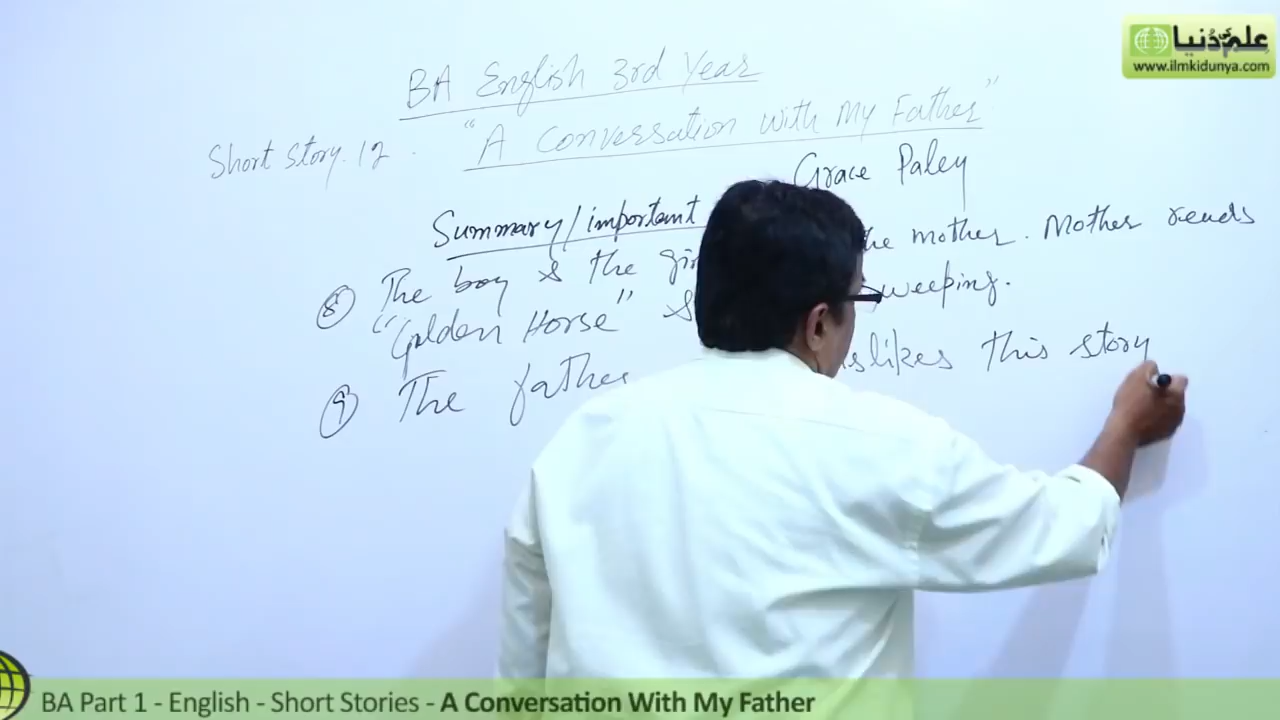 علم کی دُنیا
www.ilmkidunya.com
BA English 3rd Year
Short Story. 12 . "A Conversation with My Father"
Grace Paley
Summary/important
(8) The boy & the the mother. Mother reads
"Golden Horse" & weeping.
(9) The father this story
BA Part 1 - English - Short Stories - A Conversation With My Father